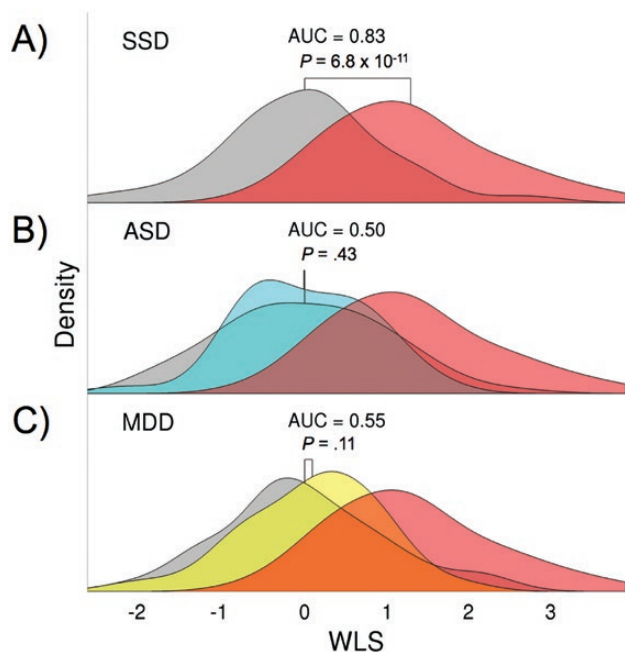 A)
SSD
AUC = 0.83
P = 6.8 x 10-11
B)
ASD
AUC = 0.50
P = .43
Density
C)
MDD
AUC = 0.55
P = .11
-2 -1 0 1 2 3
WLS